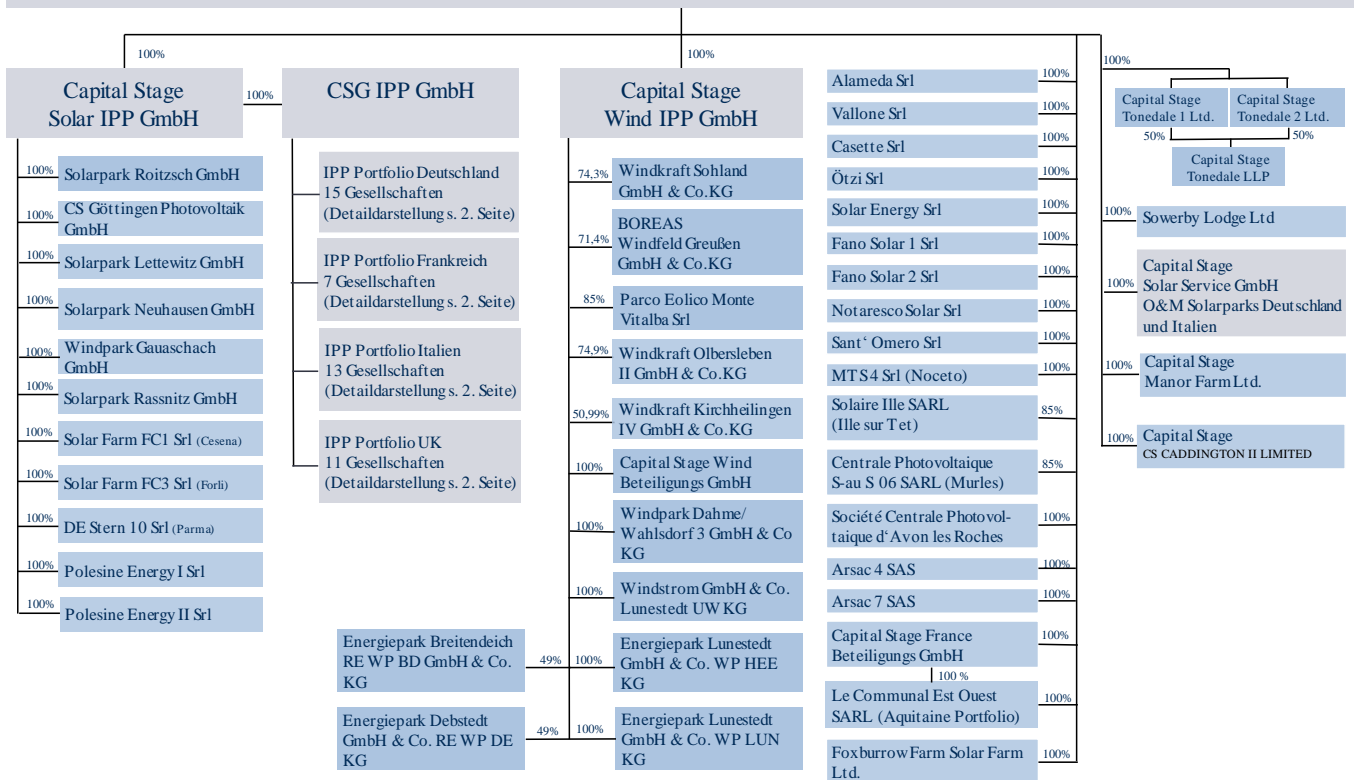 100%
100%
Capital Stage
Solar IPP GmbH
100%
CSG IPP GmbH
Capital Stage
Wind IPP GmbH
100%
Solarpark Roitzsch GmbH
100%
CS Göttingen Photovoltaik
GmbH
100%
Solarpark Lettewitz GmbH
100%
Solarpark Neuhausen GmbH
100%
Windpark Gauaschach
GmbH
100%
Solarpark Rassnitz GmbH
100%
Solar Farm FC1 Srl (Cesena)
100%
Solar Farm FC3 Srl (Forli)
100%
DE Stern 10 Srl (Parma)
100%
Polesine Energy I Srl
100%
Polesine Energy II Srl
IPP Portfolio Deutschland
15 Gesellschaften
(Detaildarstellung s. 2. Seite)
IPP Portfolio Frankreich
7 Gesellschaften
(Detaildarstellung s. 2. Seite)
IPP Portfolio Italien
13 Gesellschaften
(Detaildarstellung s. 2. Seite)
IPP Portfolio UK
11 Gesellschaften
(Detaildarstellung s. 2. Seite)
74,3%
Windkraft Sohland
GmbH & Co.KG
71,4%
BOREAS
Windfeld Greußen
GmbH & Co.KG
85%
Parco Eolico Monte
Vitalba Srl
74,9%
Windkraft Olbersleben
II GmbH & Co.KG
50,99%
Windkraft Kirchheilingen
IV GmbH & Co.KG
100%
Capital Stage Wind
Beteiligungs GmbH
100%
Windpark Dahme/
Wahlsdorf 3 GmbH & Co
KG
100%
Windstrom GmbH & Co.
Lunestedt UW KG
Energiepark Breitendeich
RE WP BD GmbH & Co.
KG
49%
100%
Energiepark Lunestedt
GmbH & Co. WP HEE
KG
Energiepark Debstedt
GmbH & Co. RE WP DE
KG
49%
100%
Energiepark Lunestedt
GmbH & Co. WP LUN
KG
Alameda Srl
100%
Vallone Srl
100%
Casette Srl
100%
Ötzi Srl
100%
Solar Energy Srl
100%
Fano Solar 1 Srl
100%
Fano Solar 2 Srl
100%
Notaresco Solar Srl
100%
Sant‘ Omero Srl
100%
MTS4 Srl (Noceto)
100%
Solaire Ille SARL
(Ille sur Tet)
85%
Centrale Photovoltaique
S-au S 06 SARL (Murles)
85%
Société Centrale Photovol-
taique d‘Avon les Roches
100%
Arsac 4 SAS
100%
Arsac 7 SAS
100%
Capital Stage France
Beteiligungs GmbH
100%
100 %
Le Communal Est Ouest
SARL (Aquitaine Portfolio)
100%
Foxburrow Farm Solar Farm
Ltd.
100%
100%
Capital Stage
Tonedale 1 Ltd.
Capital Stage
Tonedale 2 Ltd.
50%
50%
Capital Stage
Tonedale LLP
100%
Sowerby Lodge Ltd
100%
Capital Stage
Solar Service GmbH
O&M Solarparks Deutschland
und Italien
100%
Capital Stage
Manor Farm Ltd.
100%
Capital Stage
CS CADDINGTON II LIMITED